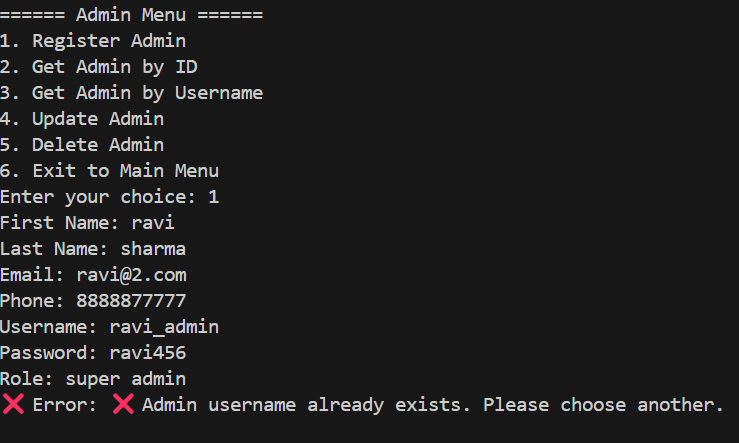 ====== Admin Menu ======
1. Register Admin
2. Get Admin by ID
3. Get Admin by Username
4. Update Admin
5. Delete Admin
6. Exit to Main Menu
Enter your choice: 1
First Name: ravi
Last Name: sharma
Email: ravi@2.com
Phone: 8888877777
Username: ravi_admin
Password: ravi456
Role: super admin
❌ Error: ❌ Admin username already exists. Please choose another.